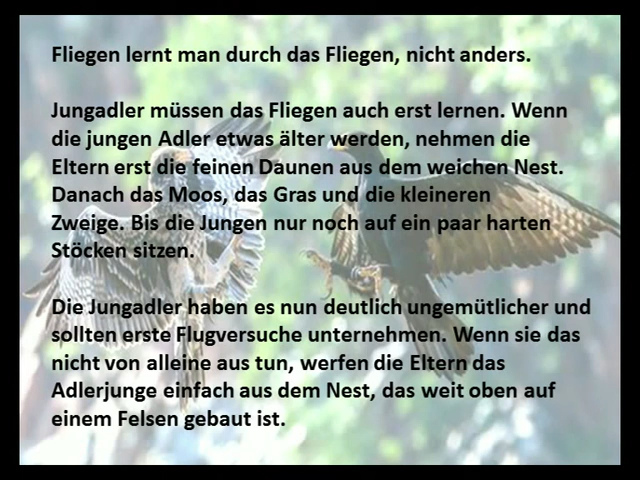 Fliegen lernt man durch das Fliegen, nicht anders.
Jungadler müssen das Fliegen auch erst lernen. Wenn
die jungen Adler etwas älter werden, nehmen die
Eltern erst die feinen Daunen aus dem weichen Nest.
Danach das Moos, das Gras und die kleineren
Zweige. Bis die Jungen nur noch auf ein paar harten
Stöcken sitzen.
Die Jungadler haben es nun deutlich ungemütlicher und
sollten erste Flugversuche unternehmen. Wenn sie das
nicht von alleine aus tun, werfen die Eltern das
Adlerjunge einfach aus dem Nest, das weit oben auf
einem Felsen gebaut ist.